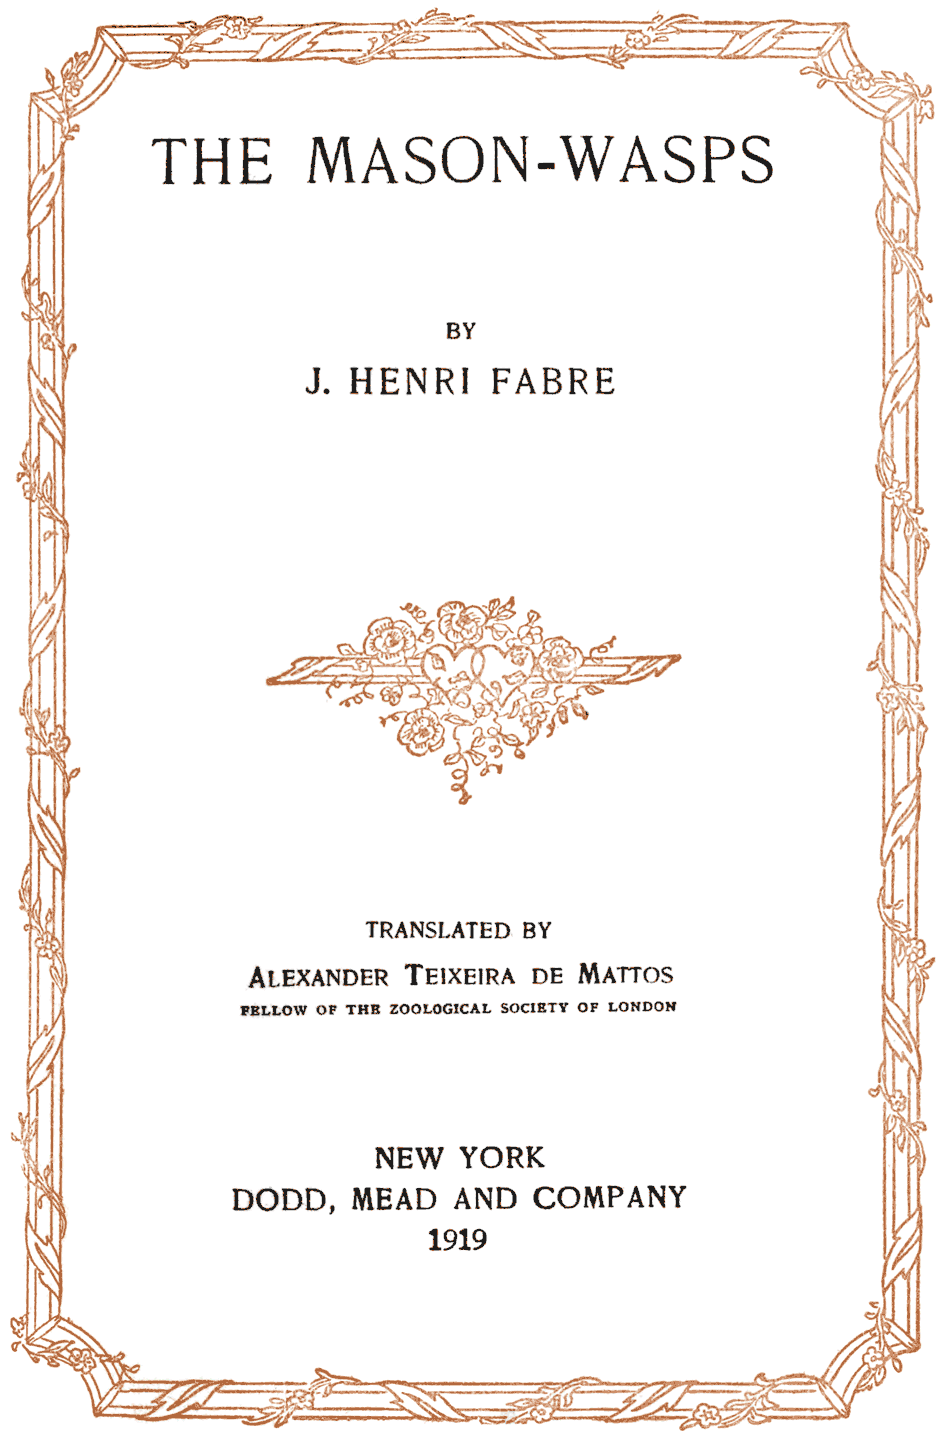 THE MASON-WASPS
BY
J. HENRI FABRE
TRANSLATED BY
ALEXANDER TEIXEIRA DE MATTOS
FELLOW OF THE ZOOLOGICAL SOCIETY OF LONDON
NEW YORK
DODD, MEAD AND COMPANY
1919